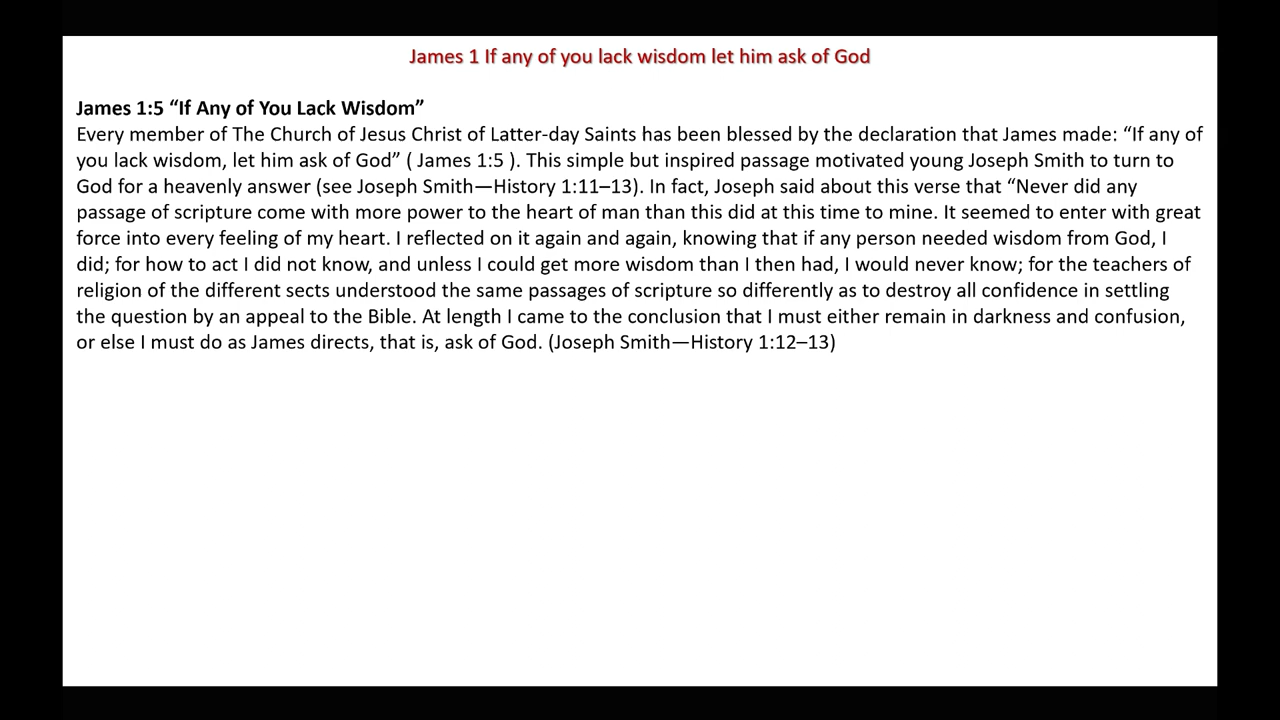 James 1 If any of you lack wisdom let him ask of God
James 1:5 “If Any of You Lack Wisdom”
Every member of The Church of Jesus Christ of Latter-day Saints has been blessed by the declaration that James made: “If any of
you lack wisdom, let him ask of God” ( James 1:5 ). This simple but inspired passage motivated young Joseph Smith to turn to
God for a heavenly answer (see Joseph Smith—History 1:11–13). In fact, Joseph said about this verse that “Never did any
passage of scripture come with more power to the heart of man than this did at this time to mine. It seemed to enter with great
force into every feeling of my heart. I reflected on it again and again, knowing that if any person needed wisdom from God, I
did; for how to act I did not know, and unless I could get more wisdom than I then had, I would never know; for the teachers of
religion of the different sects understood the same passages of scripture so differently as to destroy all confidence in settling
the question by an appeal to the Bible. At length I came to the conclusion that I must either remain in darkness and confusion,
or else I must do as James directs, that is, ask of God. (Joseph Smith—History 1:12–13)